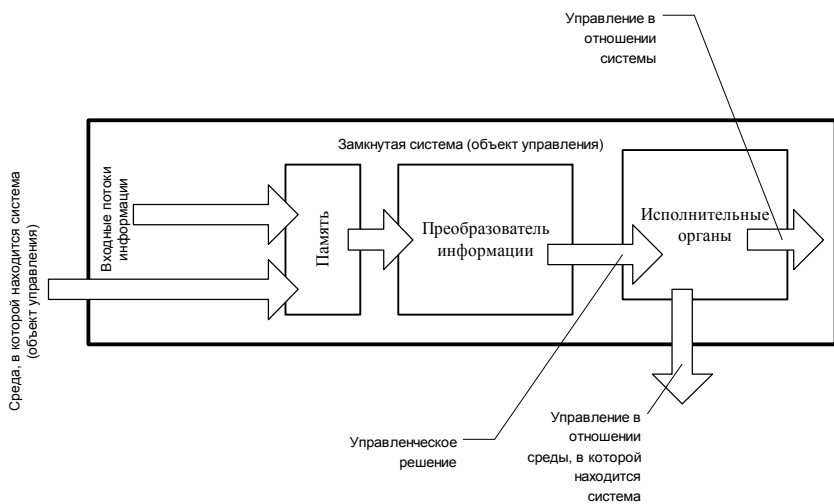 Управление в
отношении
системы
Замкнутая система (объект управления)
Среда, в которой находится система
(объект управления)
Входные потоки
информации
Память
Преобразователь
информации
Исполнительные
органы
Управленческое
решение
Управление в
отношении
среды, в которой
находится
система